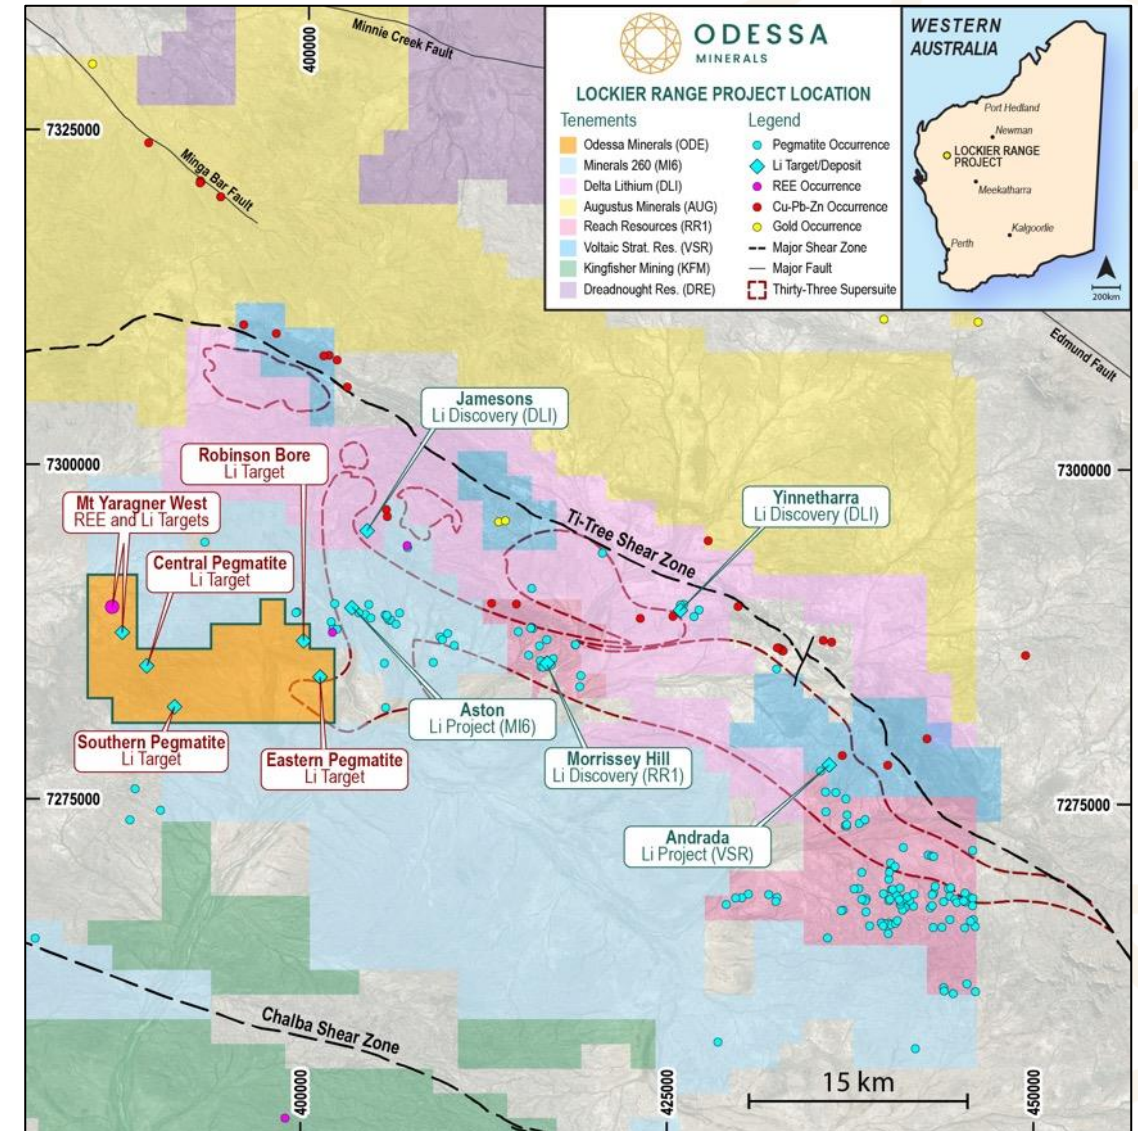 Minnie Creek Fault
400000
7325000
Minga Bar Fault
ODESSA
MINERALS
LOCKIER RANGE PROJECT LOCATION
Tenements
Odessa Minerals (ODE)
Minerals 260 (MI6)
Delta Lithium (DLI)
Augustus Minerals (AUG)
Reach Resources (RR1)
Voltaic Strat. Res. (VSR)
Kingfisher Mining (KFM)
Dreadnought Res. (DRE)
Legend
Pegmatite Occurrence
Li Target/Deposit
REE Occurrence
Cu-Pb-Zn Occurrence
Gold Occurrence
Major Shear Zone
Major Fault
Thirty-Three Supersuite
WESTERN
AUSTRALIA
Port Hedland
Newman
LOCKIER RANGE
PROJECT
Meekatharra
Kalgoorlie
Perth
200km
Edmund Fault
Jamesons
Li Discovery (DLI)
Robinson Bore
Li Target
7300000
7300000
Mt Yaragner West
REE and Li Targets
Yinnetharra
Li Discovery (DLI)
Ti-Tree Shear Zone
Central Pegmatite
Li Target
Aston
Li Project (MI6)
Southern Pegmatite
Li Target
Eastern Pegmatite
Li Target
Morrissey Hill
Li Discovery (RR1)
7275000
7275000
Andrada
Li Project (VSR)
Chalba Shear Zone
400000
425000
15 km
450000